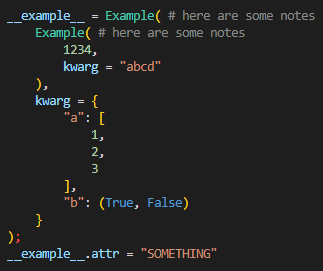 __example__ = Example( # here are some notes
    Example( # here are some notes
        1234,
        kwarg = "abcd"
    ),
    kwarg = {
        "a": [
            1,
            2,
            3
        ],
        "b": (True, False)
    }
);
__example__.attr = "SOMETHING"